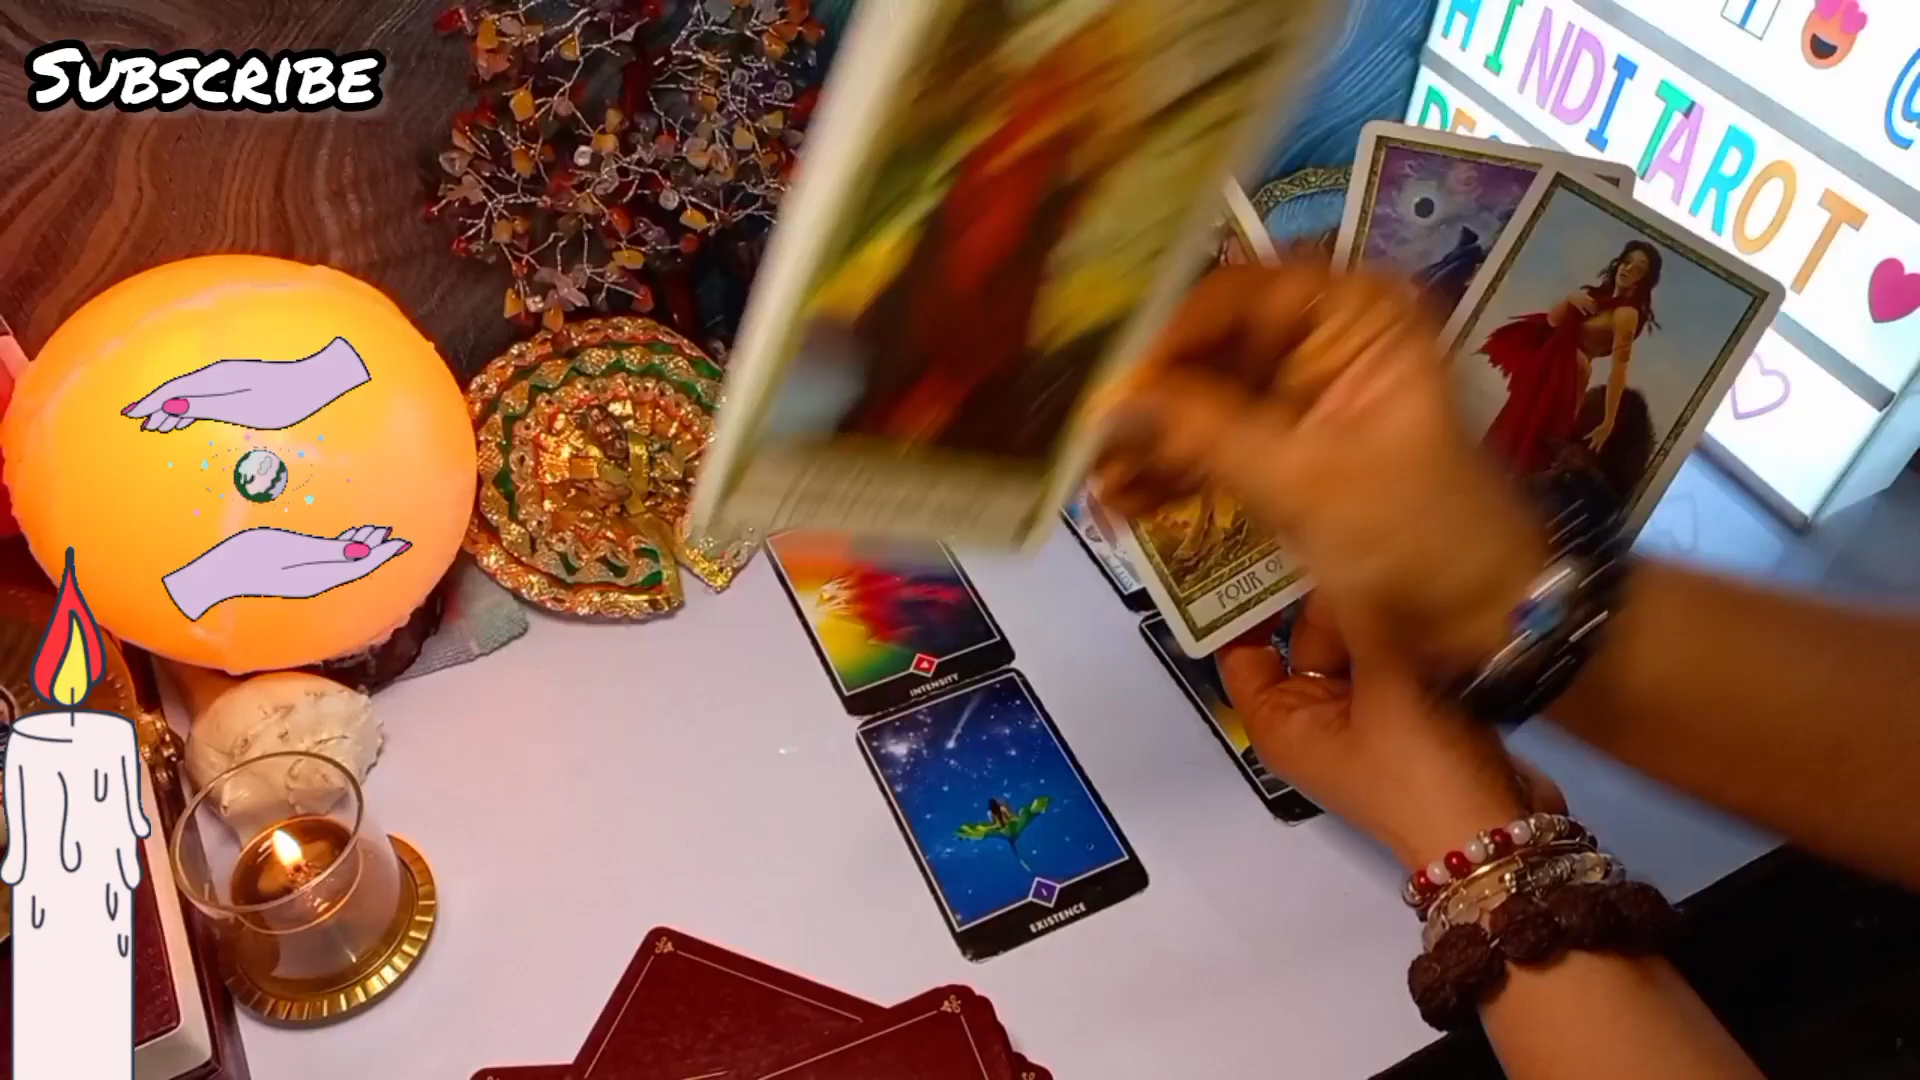 SUBSCRIBE
HINDI TAROT
FOUR OF
INTENSITY
EXISTENCE